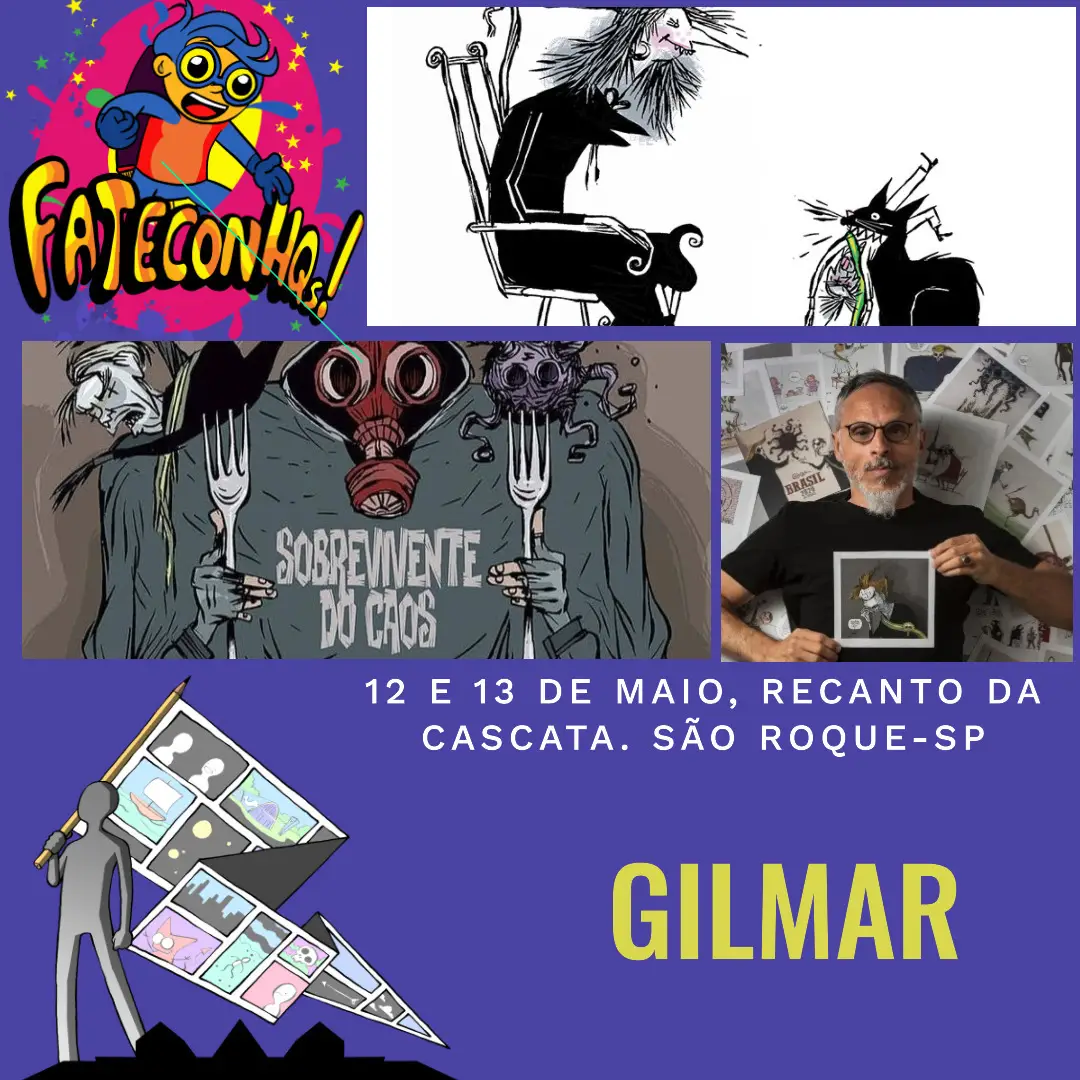 FATECONHQs!
SOBREVIVENTE
DO CAOS
BRASIL
12 E 13 DE MAIO, RECANTO DA
CASCATA. SÃO ROQUE-SP
GILMAR